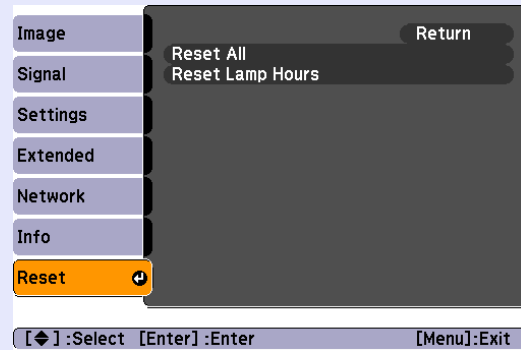 Image
Signal
Settings
Extended
Network
Info
Reset
Return
Reset All
Reset Lamp Hours
[◆] :Select [Enter] :Enter [Menu]:Exit